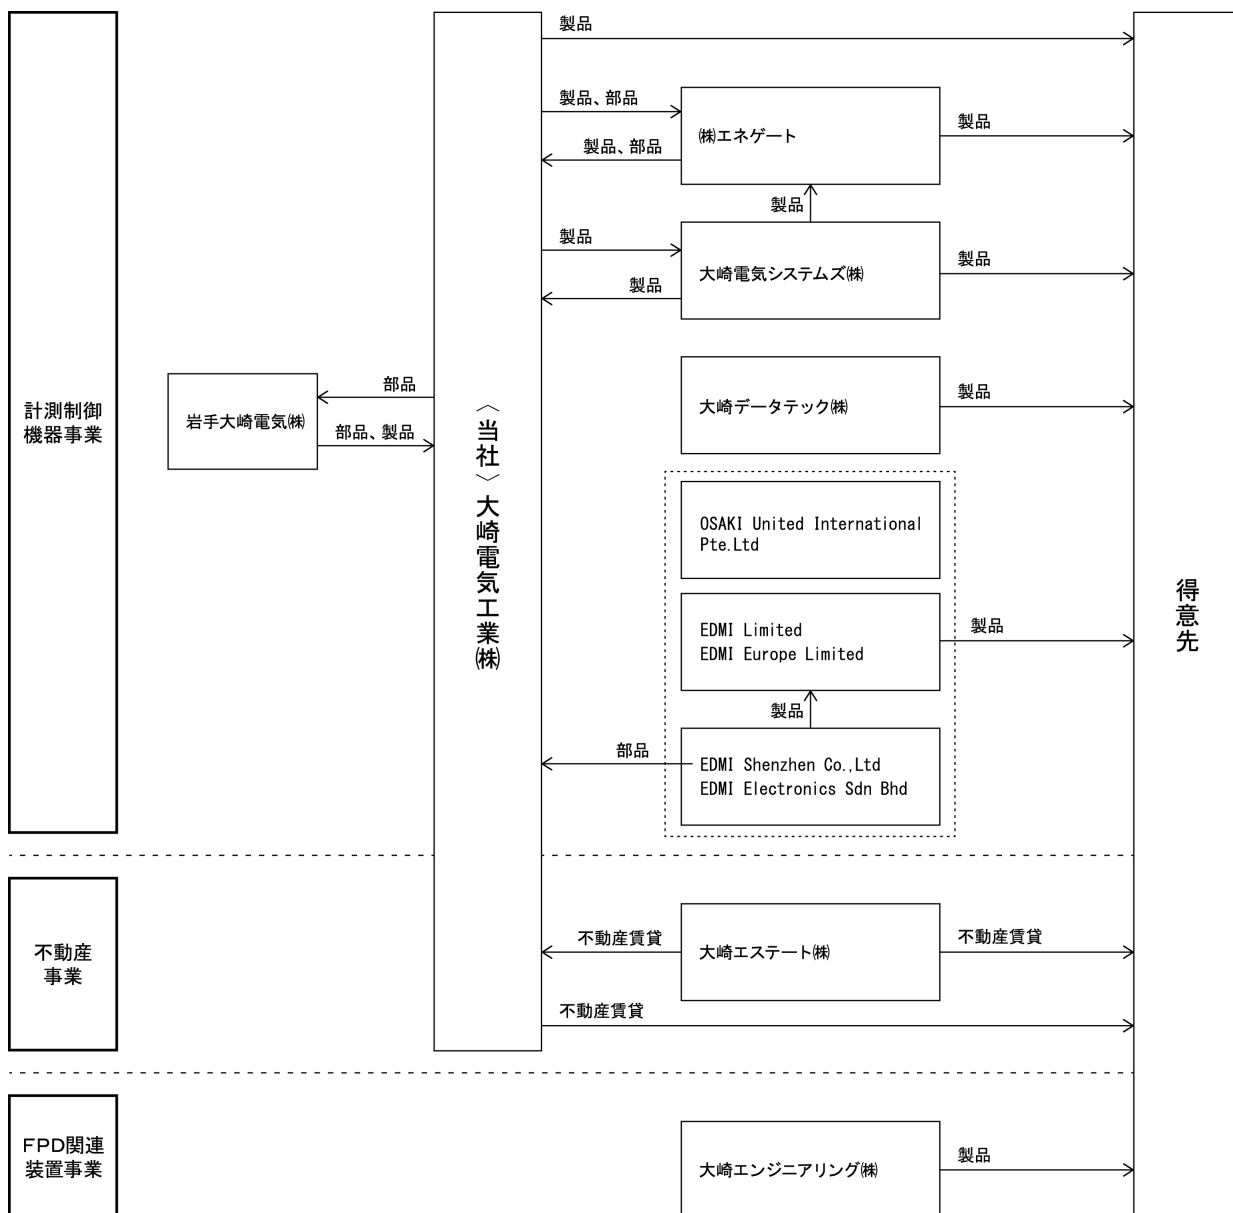 製品
製品、部品
㈱エネゲート
製品
製品、部品
製品
製品
大崎電気システムズ㈱
製品
製品
計測制御
機器事業
部品
岩手大崎電気㈱
部品、製品
〈当社〉大崎電気工業㈱
大崎データテック㈱
製品
OSAKI United International
Pte.Ltd
EDMI Limited
EDMI Europe Limited
製品
製品
部品
EDMI Shenzhen Co.,Ltd
EDMI Electronics Sdn Bhd
得意先
不動産
事業
不動産賃貸
大崎エステート㈱
不動産賃貸
不動産賃貸
FPD関連
装置事業
大崎エンジニアリング㈱
製品